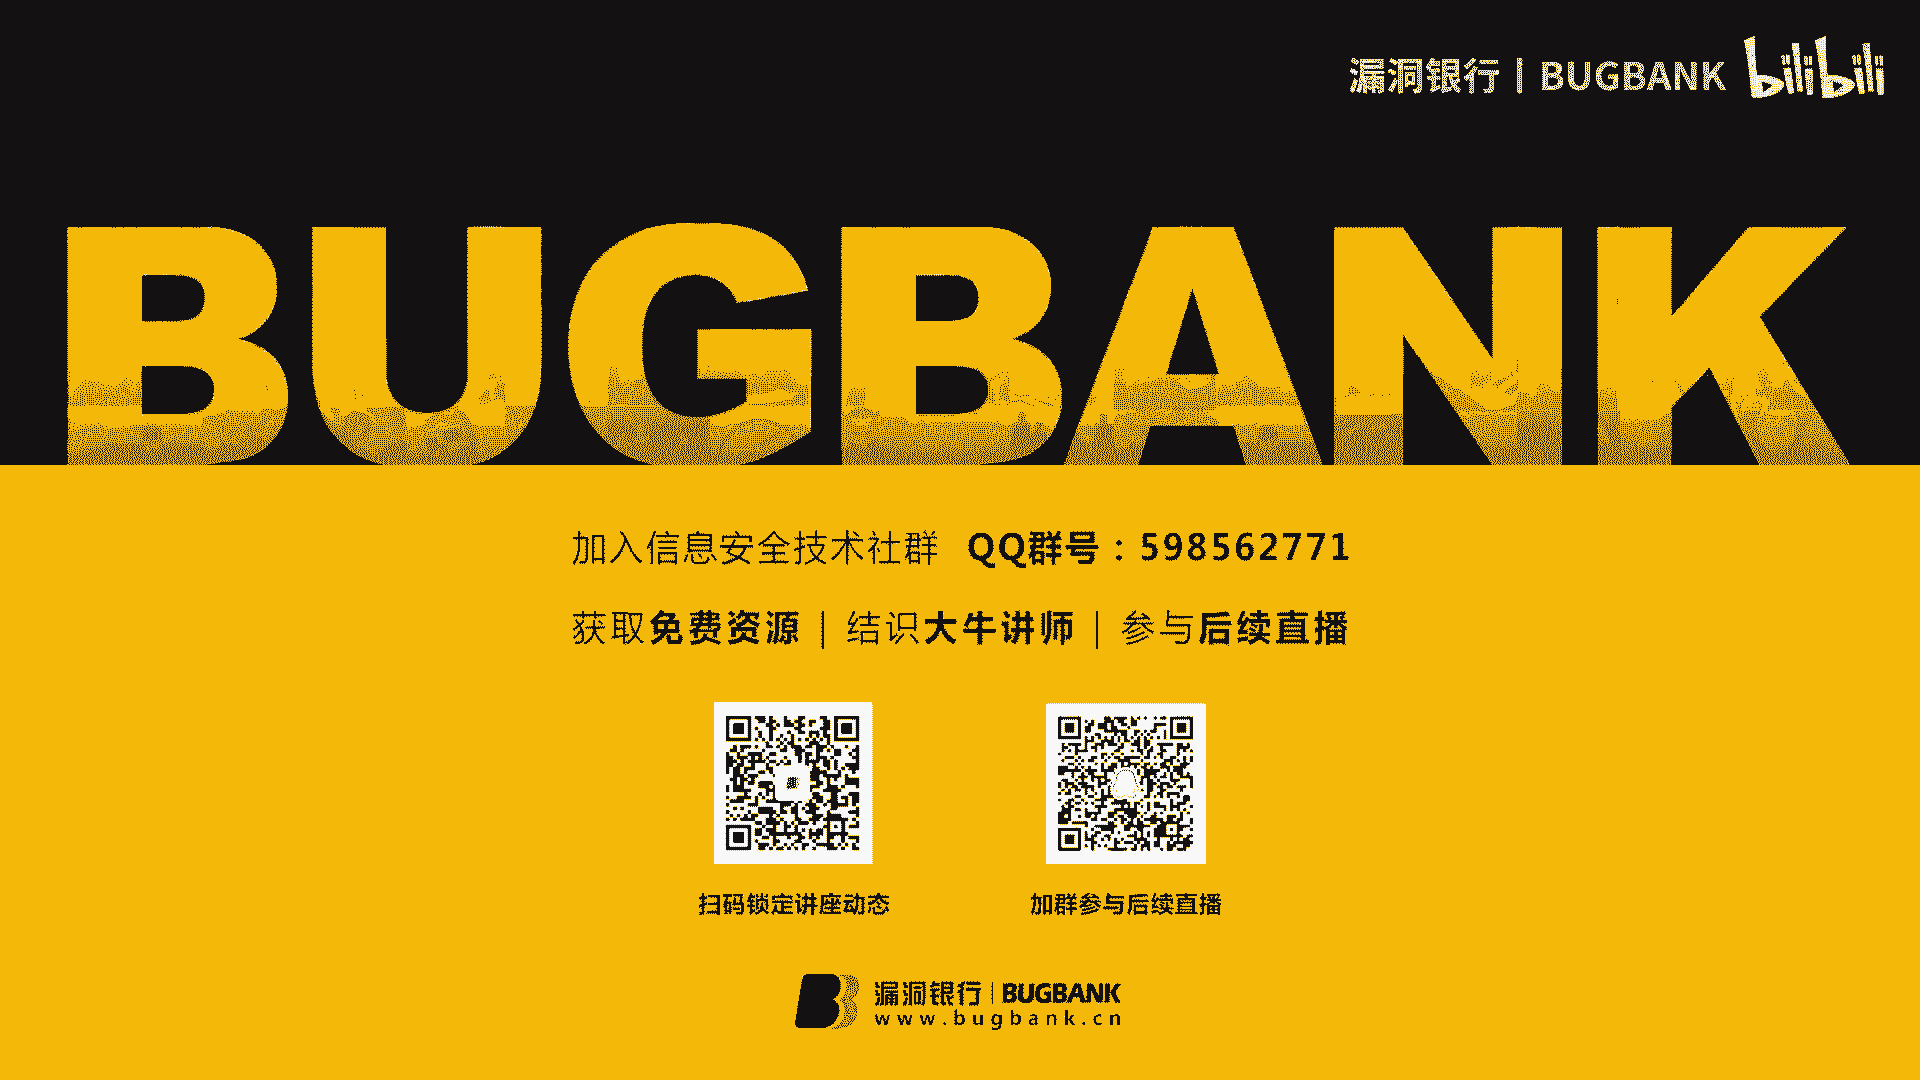 漏洞银行 | BUGBANK bilibili
BUGBANK
加入信息安全技术社群 QQ群号：598562771
获取免费资源 | 结识大牛讲师 | 参与后续直播
扫码锁定讲座动态
加群参与后续直播
漏洞银行 | BUGBANK
www.bugbank.cn